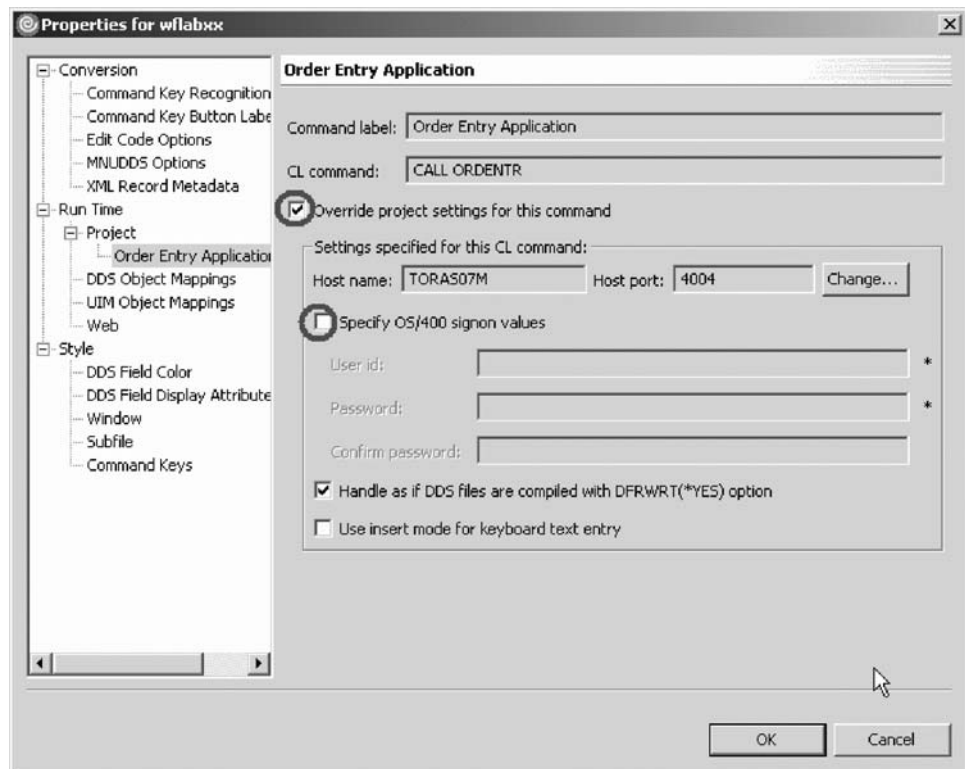 Properties for wflabxx
Conversion
Command Key Recognition
Command Key Button Labe
Edit Code Options
MNUDDS Options
XML Record Metadata
Run Time
Project
Order Entry Applicatio
DDS Object Mappings
UIM Object Mappings
Web
Style
DDS Field Color
DDS Field Display Attribute
Window
Subfile
Command Keys
Order Entry Application
Command label: Order Entry Application
CL command: CALL ORDENTR
Override project settings for this command
Settings specified for this CL command:
Host name: TORAS07M Host port: 4004 Change...
Specify OS/400 signon values
User id: *
Password: *
Confirm password:
Handle as if DDS files are compiled with DFRWRT(*YES) option
Use insert mode for keyboard text entry
OK Cancel